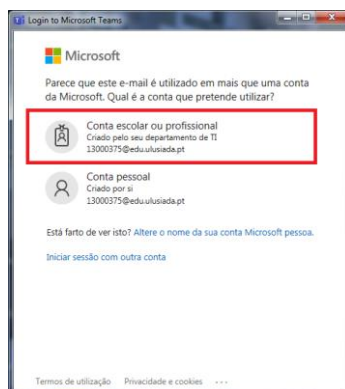 Login to Microsoft Teams
Microsoft
Parece que este e-mail é utilizado em mais que uma conta
da Microsoft. Qual é a conta que pretende utilizar?
Conta escolar ou profissional
Criado pelo seu departamento de TI
13000375@edu.ulusiada.pt
Conta pessoal
Criado por si
13000375@edu.ulusiada.pt
Está farto de ver isto? Altere o nome da sua conta Microsoft pessoa.
Iniciar sessão com outra conta
Termos de utilização Privacidade e cookies ...